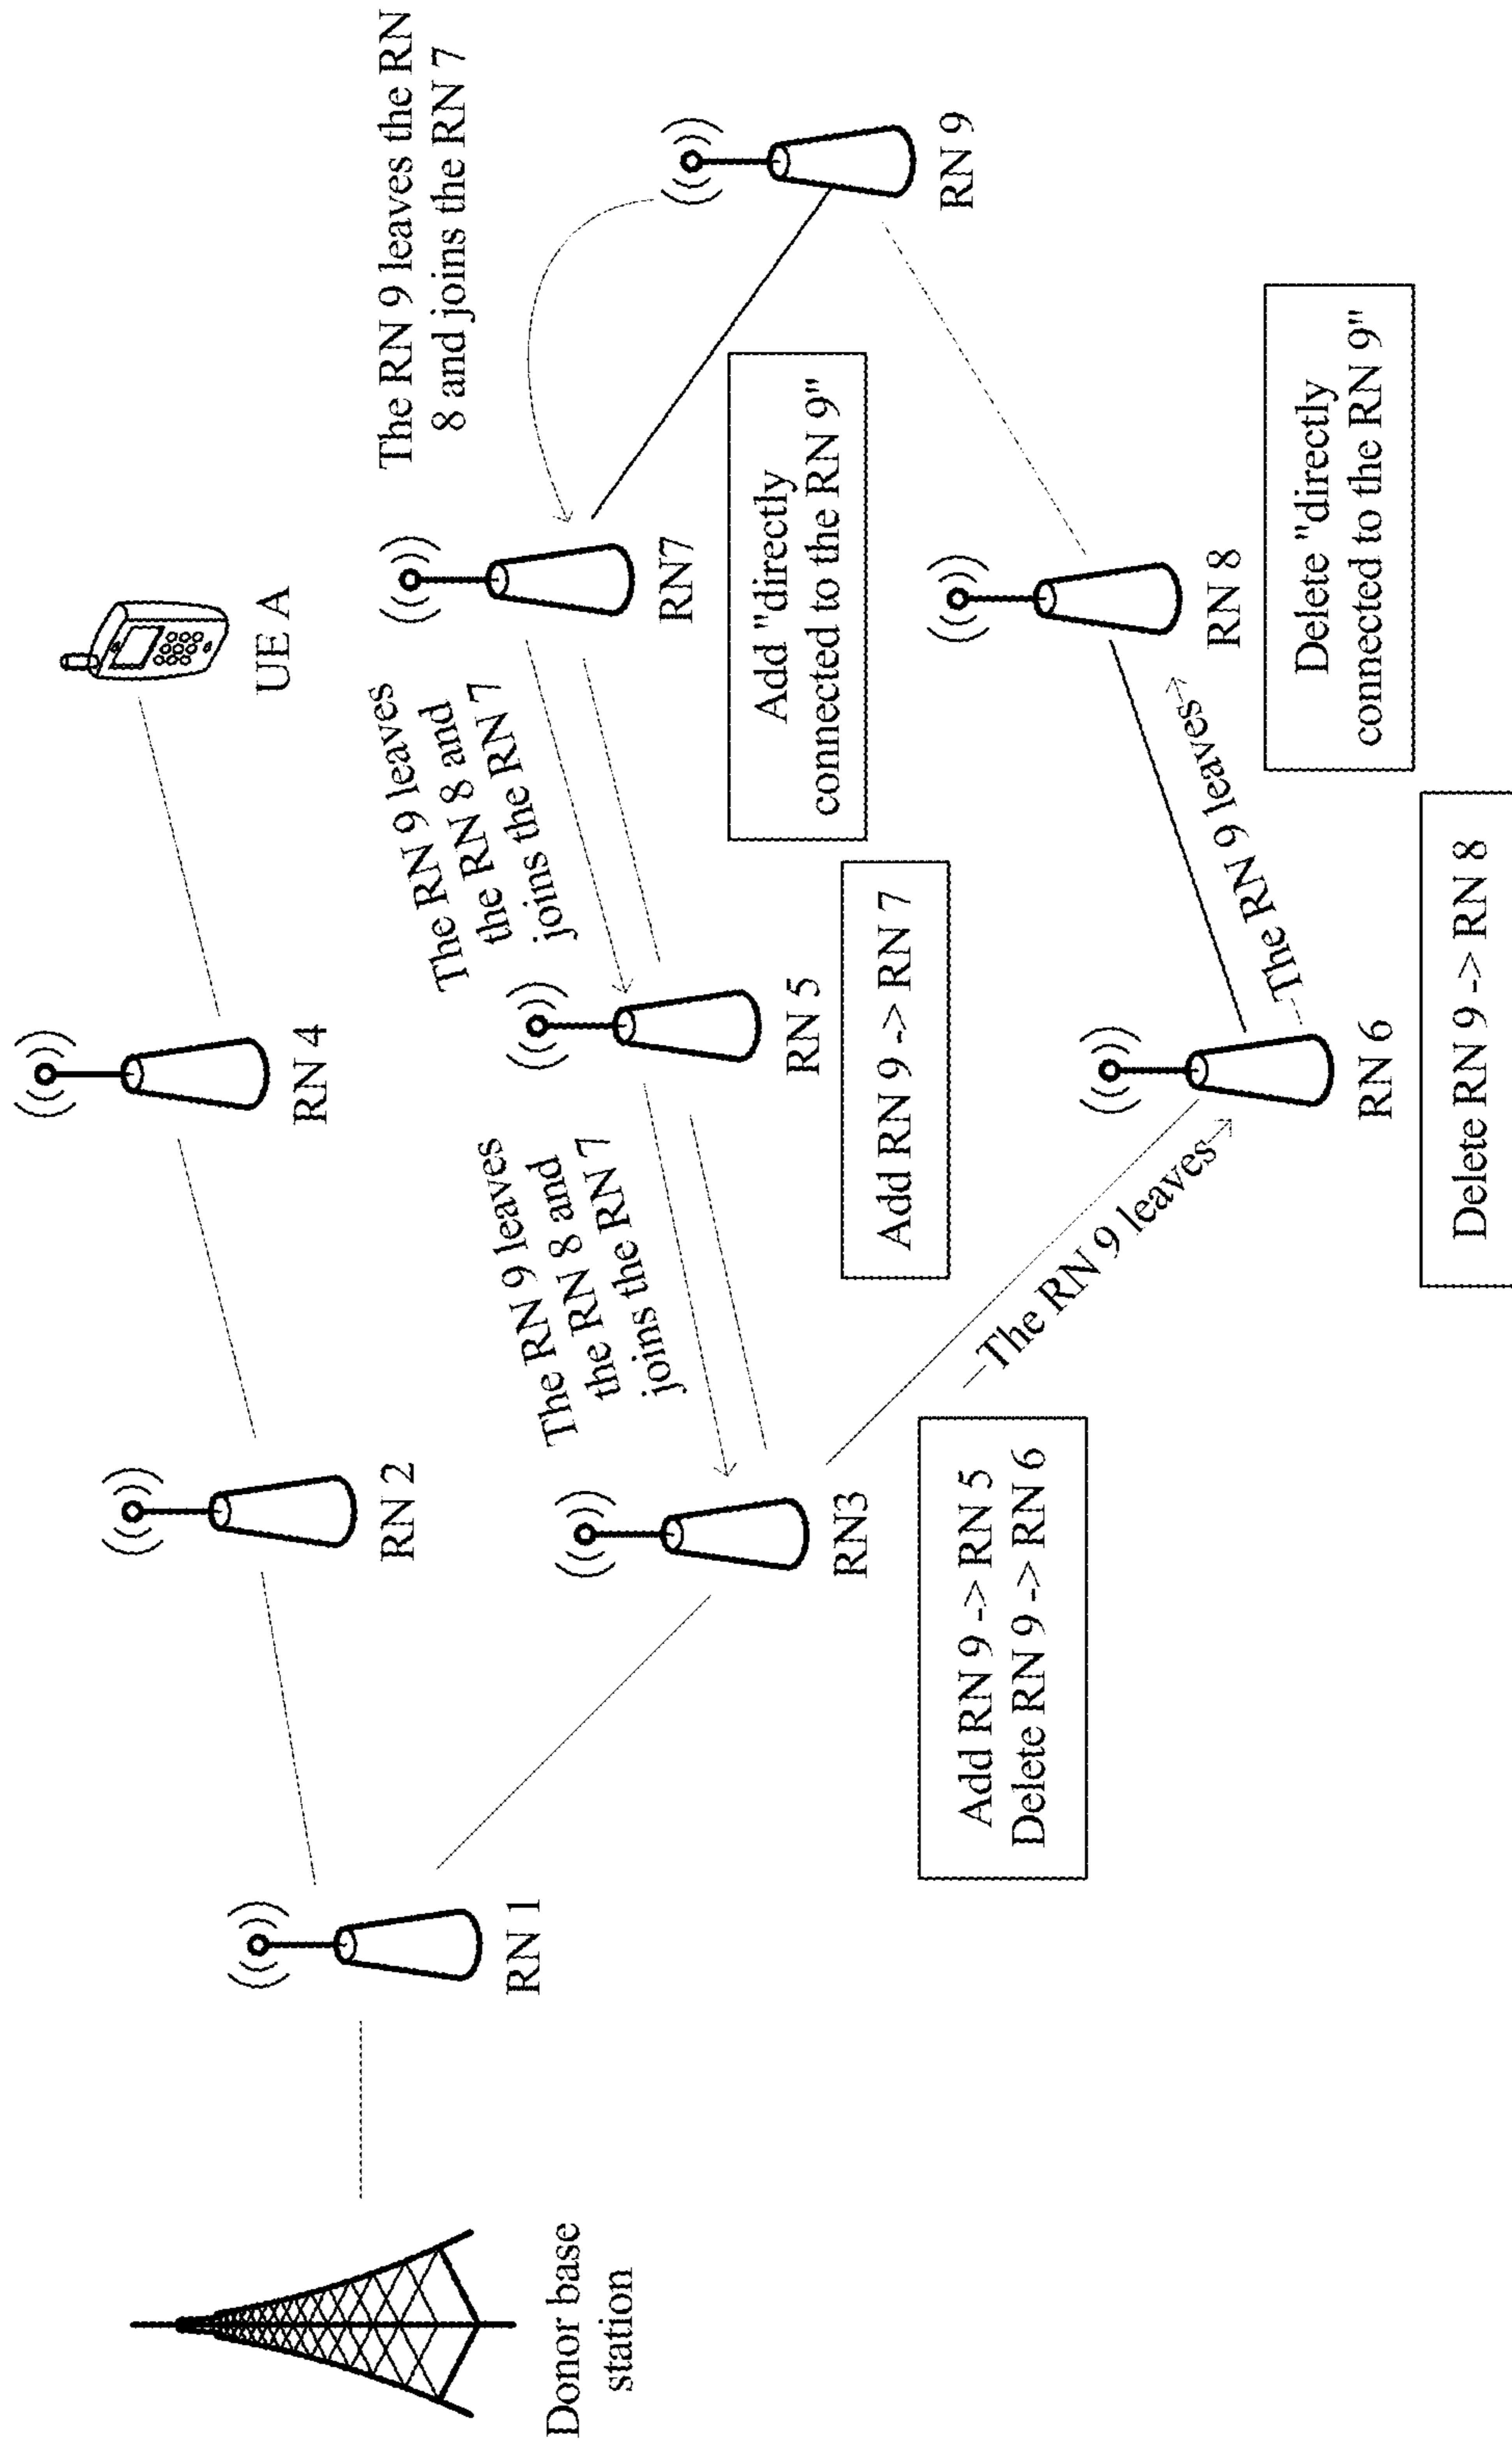 UE A
The RN 9 leaves the RN
8 and joins the RN 7
RN 4
RN 2
The RN 9 leaves
the RN 8 and
joins the RN 7
RN7
The RN 9 leaves
the RN 8 and
joins the RN 7
RN 5
RN 1
RN3
Donor base
station
RN 9
Add "directly
connected to the RN 9"
Add RN 9 -> RN 7
Add RN 9 -> RN 5
Delete RN 9 -> RN 6
The RN 9 leaves
RN 6
The RN 9 leaves
RN 8
Delete "directly
connected to the RN 9"
Delete RN 9 -> RN 8